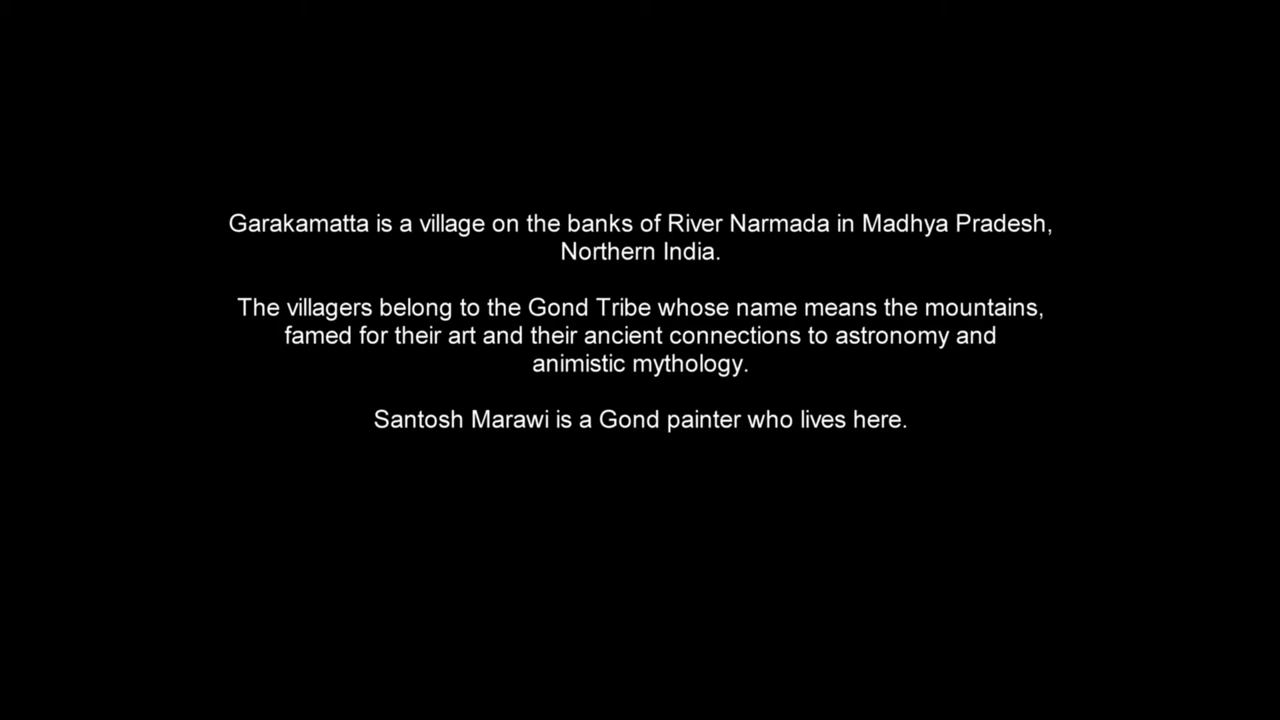 Garakamatta is a village on the banks of River Narmada in Madhya Pradesh,
Northern India.
The villagers belong to the Gond Tribe whose name means the mountains,
famed for their art and their ancient connections to astronomy and
animistic mythology.
Santosh Marawi is a Gond painter who lives here.